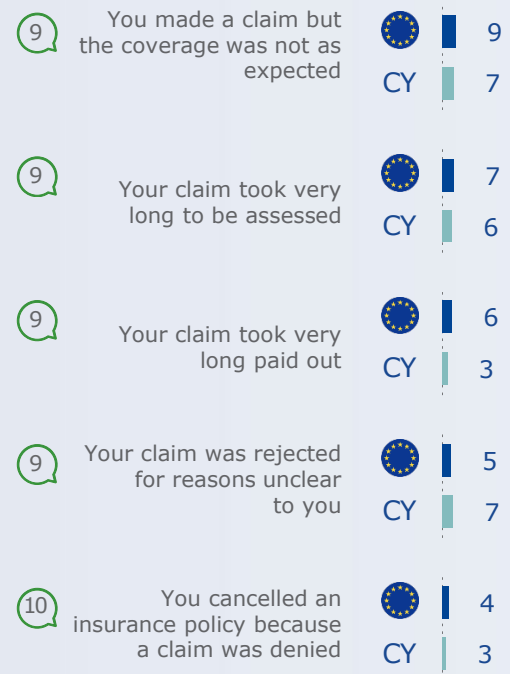 9
You made a claim but
the coverage was not as
expected
9
CY
7
9
Your claim took very
long to be assessed
7
CY
6
9
Your claim took very
long paid out
6
CY
3
9
Your claim was rejected
for reasons unclear
to you
5
CY
7
10
You cancelled an
insurance policy because
a claim was denied
4
CY
3